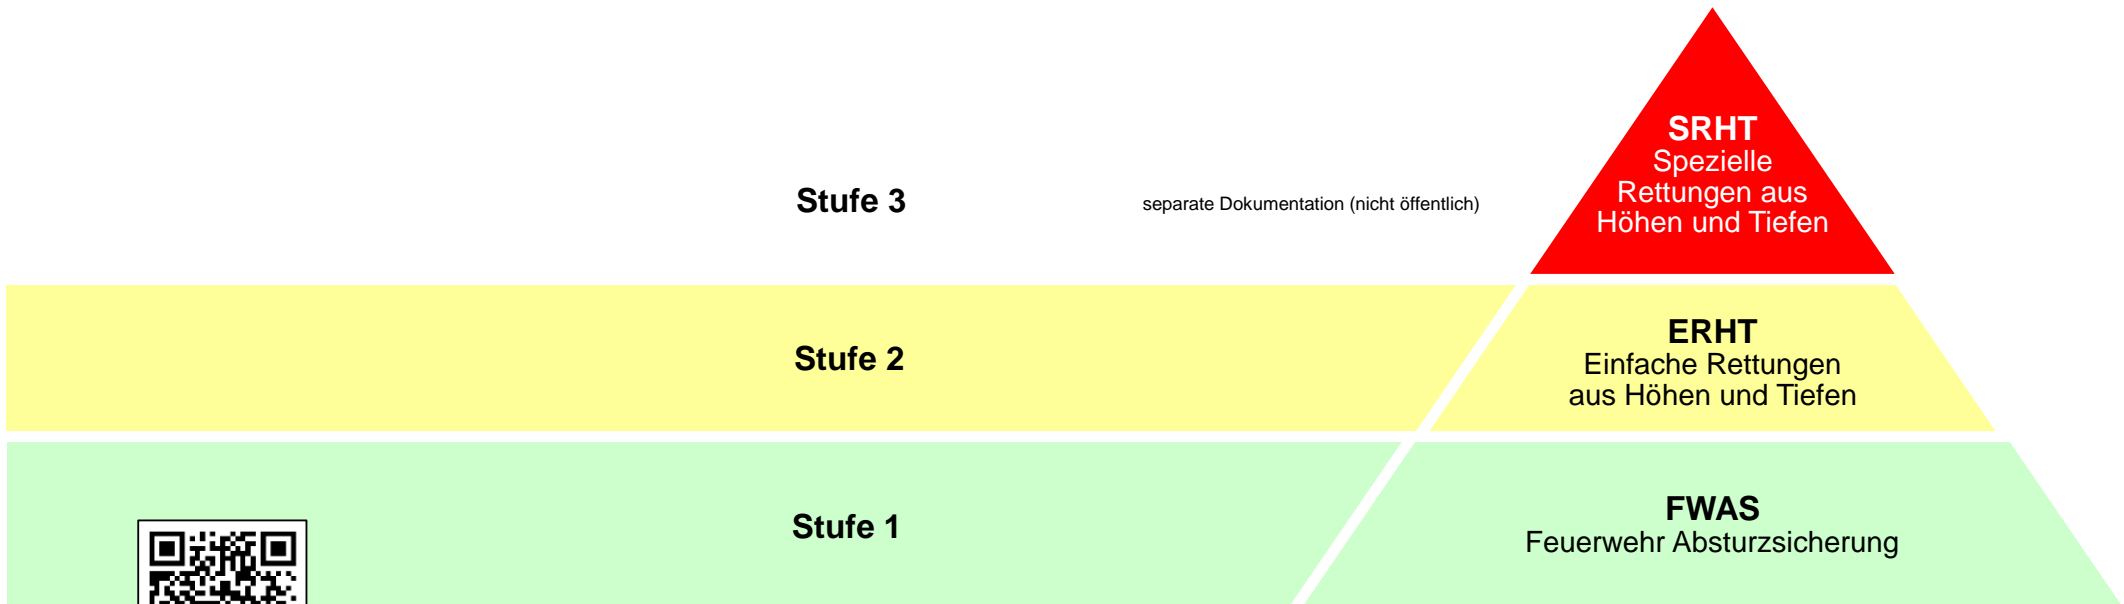 SRHT
Spezielle
Rettungen aus
Höhen und Tiefen
Stufe 3
separate Dokumentation (nicht öffentlich)
Stufe 2
ERHT
Einfache Rettungen
aus Höhen und Tiefen
Stufe 1
FWAS
Feuerwehr Absturzsicherung